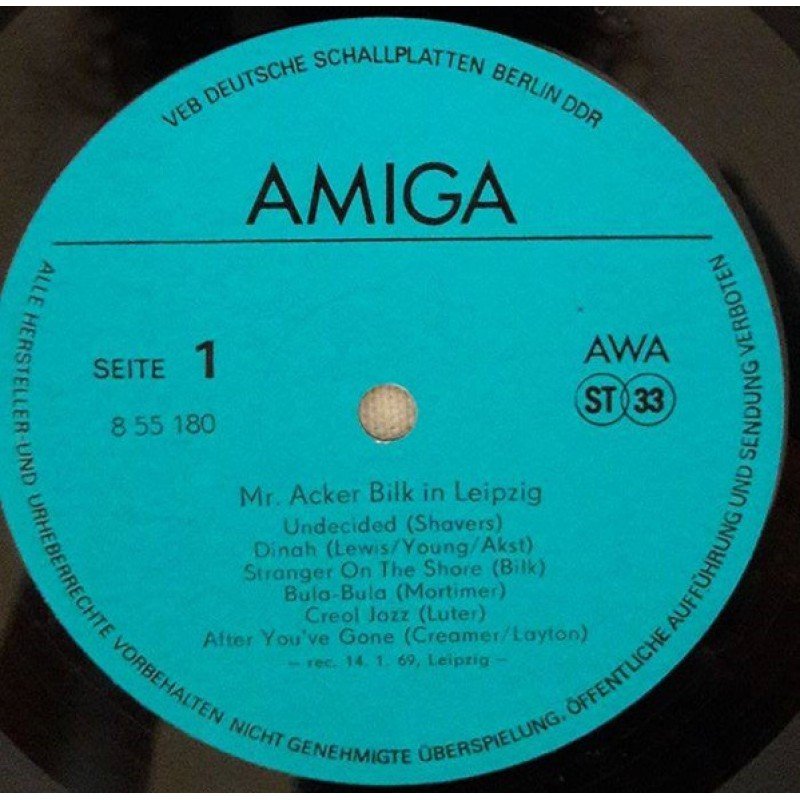 VEB DEUTSCHE SCHALLPLATTEN BERLIN DDR
AMIGA
SEITE 1
8 55 180
AWA
ST 33
Mr. Acker Bilk in Leipzig
Undecided (Shavers)
Dinah (Lewis/Young/Akst)
Stranger On The Shore (Bilk)
Bula-Bula (Mortimer)
Creol Jazz (Luter)
After You've Gone (Creamer/Layton)
– rec. 14. 1. 69, Leipzig –
ALLE HERSTELLER- UND URHEBERRECHTE VORBEHALTEN NICHT GENEHMIGTE ÜBERSPIELUNG, ÖFFENTLICHE AUFFÜHRUNG UND SENDUNG VERBOTEN